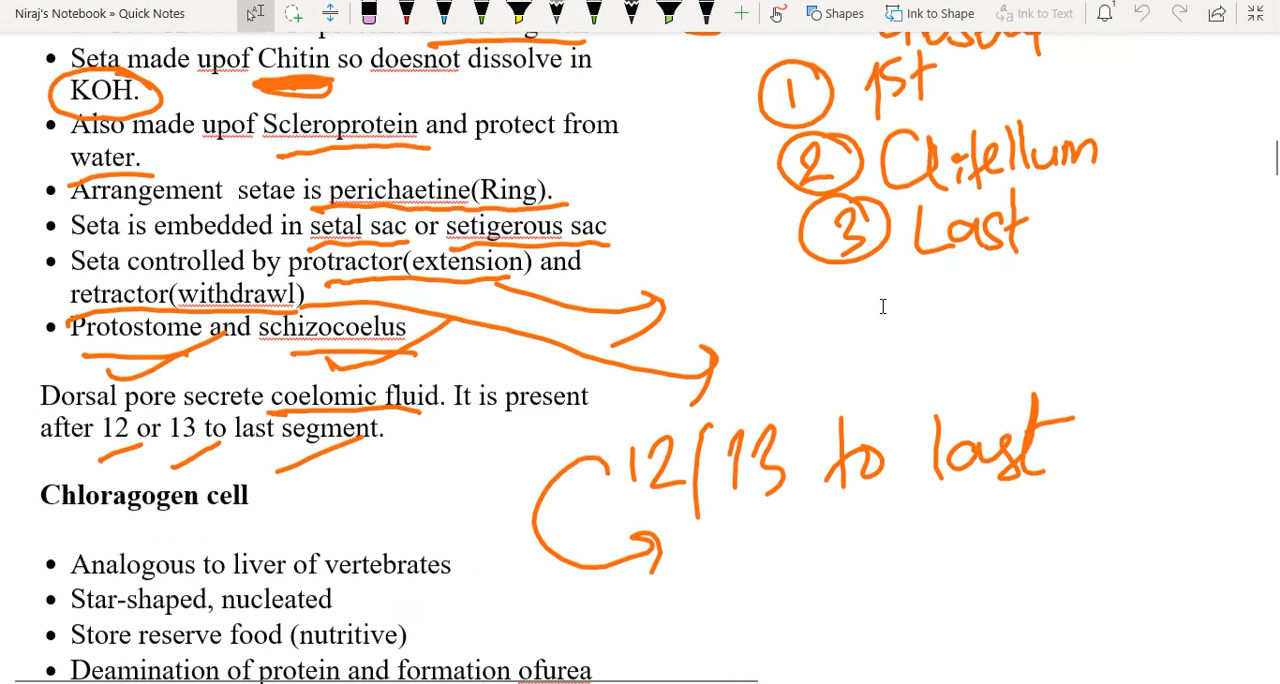 Niraj's Notebook » Quick Notes
Shapes
Ink to Shape
Ink to Text
• Seta made upof Chitin so doesnot dissolve in
KOH.
• Also made upof Scleroprotein and protect from
water.
• Arrangement setae is perichaetine(Ring).
• Seta is embedded in setal sac or setigerous sac
• Seta controlled by protractor(extension) and
retractor(withdrawl)
• Protostome and schizocoelus
Dorsal pore secrete coelomic fluid. It is present
after 12 or 13 to last segment.
Chloragogen cell
• Analogous to liver of vertebrates
• Star-shaped, nucleated
• Store reserve food (nutritive)
• Deamination of protein and formation ofurea
1 1st
2 Clitellum
3 Last
12/13 to last